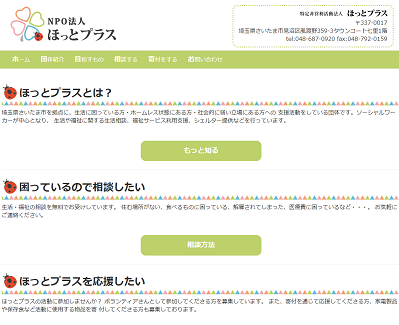 NPO法人
ほっとプラス
特定非営利活動法人 ほっとプラス
〒337-0017
埼玉県さいたま市見沼区風渡野359-3タウンコート七里1階
tel:048-687-0920 fax:048-792-0159
ホーム 団体紹介 目指すもの 相談する 寄付をする お問い合わせ
ほっとプラスとは？
埼玉県さいたま市を拠点に、生活に困っている方・ホームレス状態にある方・社会的に弱い立場にある方への 支援活動をしている団体です。ソーシャルワー
カーが中心となり、 生活や福祉に関する生活相談、福祉サービス利用支援、シェルター提供などを行っています。
もっと知る
困っているので相談したい
生活・福祉の相談を無料でお受けしています。 住む場所がない、食べるものに困っている、解雇されてしまった、医療費に困っているなど・・・。 お気軽に
ご連絡ください。
相談方法
ほっとプラスを応援したい
ほっとプラスの活動に参加しませんか？ ボランティアさんとして参加してくださる方を募集しています。 また、寄付を通じて応援してくださる方、家電製品
や保存食など活動に使用する物品を寄 付してくださる方も募集しております。